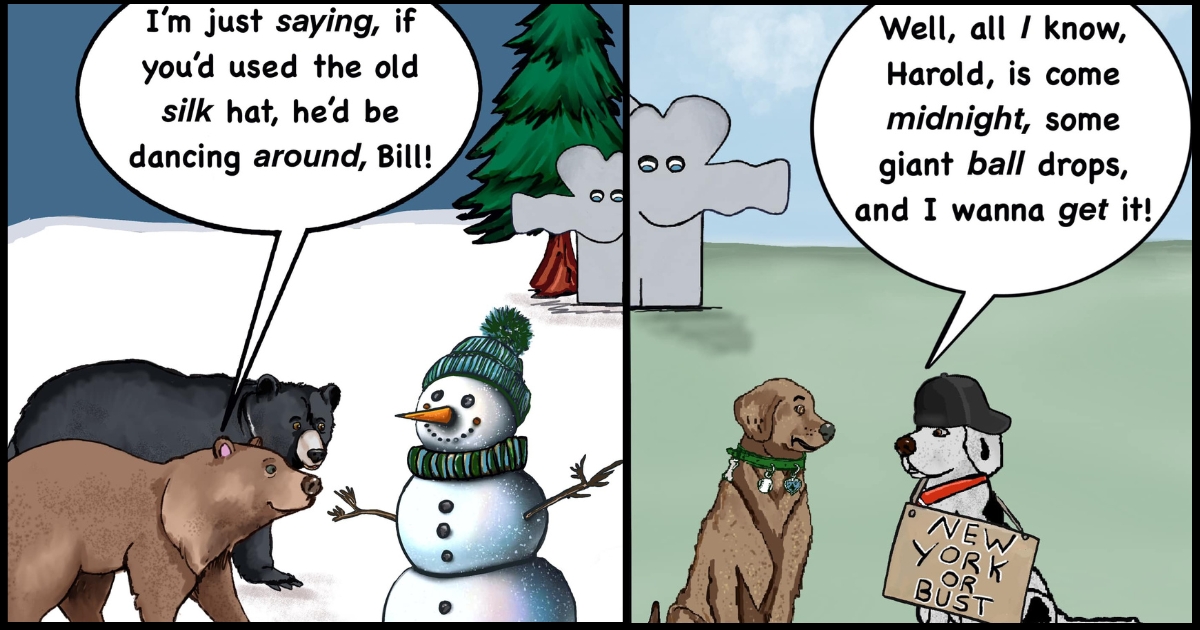 I'm just saying, if
you'd used the old
silk hat, he'd be
dancing around, Bill!
Well, all I know,
Harold, is come
midnight, some
giant ball drops,
and I wanna get it!
NEW
YORK
OR
BUST